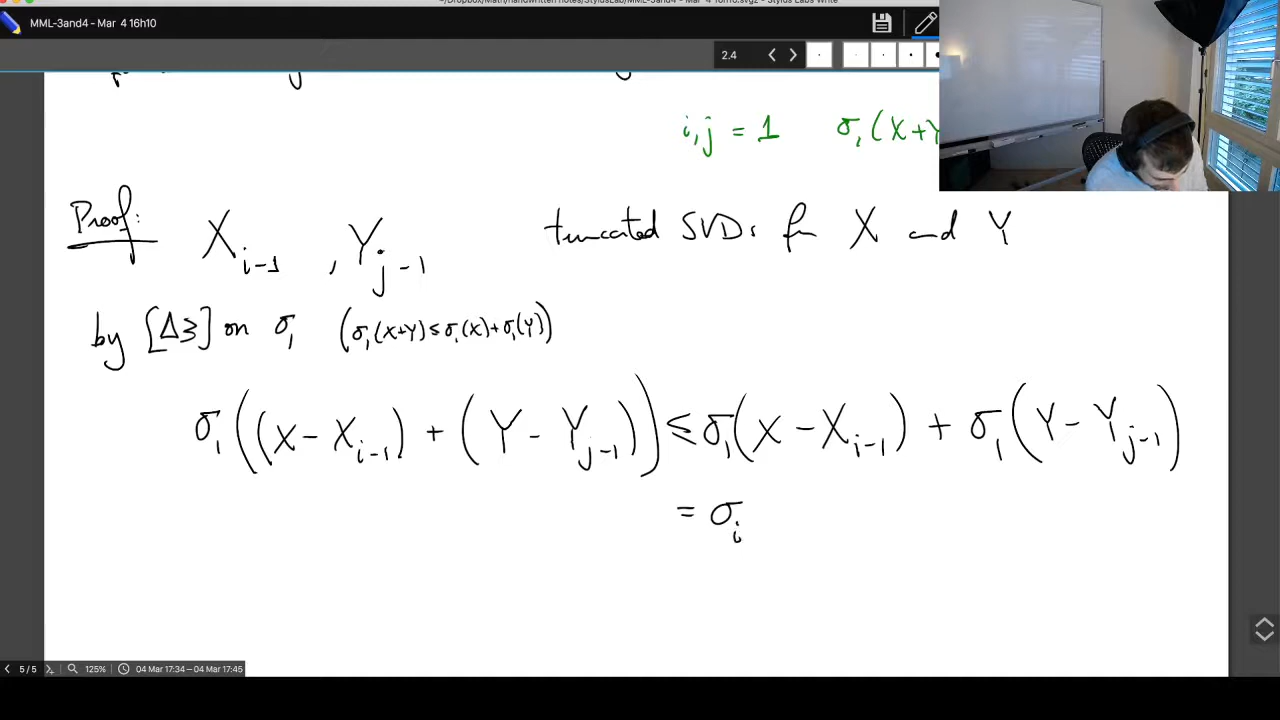 MML-3and4 - Mar 4 16h10
2.4
i,j = 1 σ₁(X+Y
Proof: X_{i-1} , Y_{j-1} truncated SVDs for X and Y
by [Δ3] on σ₁ (σ₁(X+Y) ≤ σ₁(X)+σ₁(Y))
σ₁((X - X_{i-1}) + (Y - Y_{j-1})) ≤ σ₁(X - X_{i-1}) + σ₁(Y - Y_{j-1})
= σ_i
5/5 125% 04 Mar 17:34 – 04 Mar 17:45